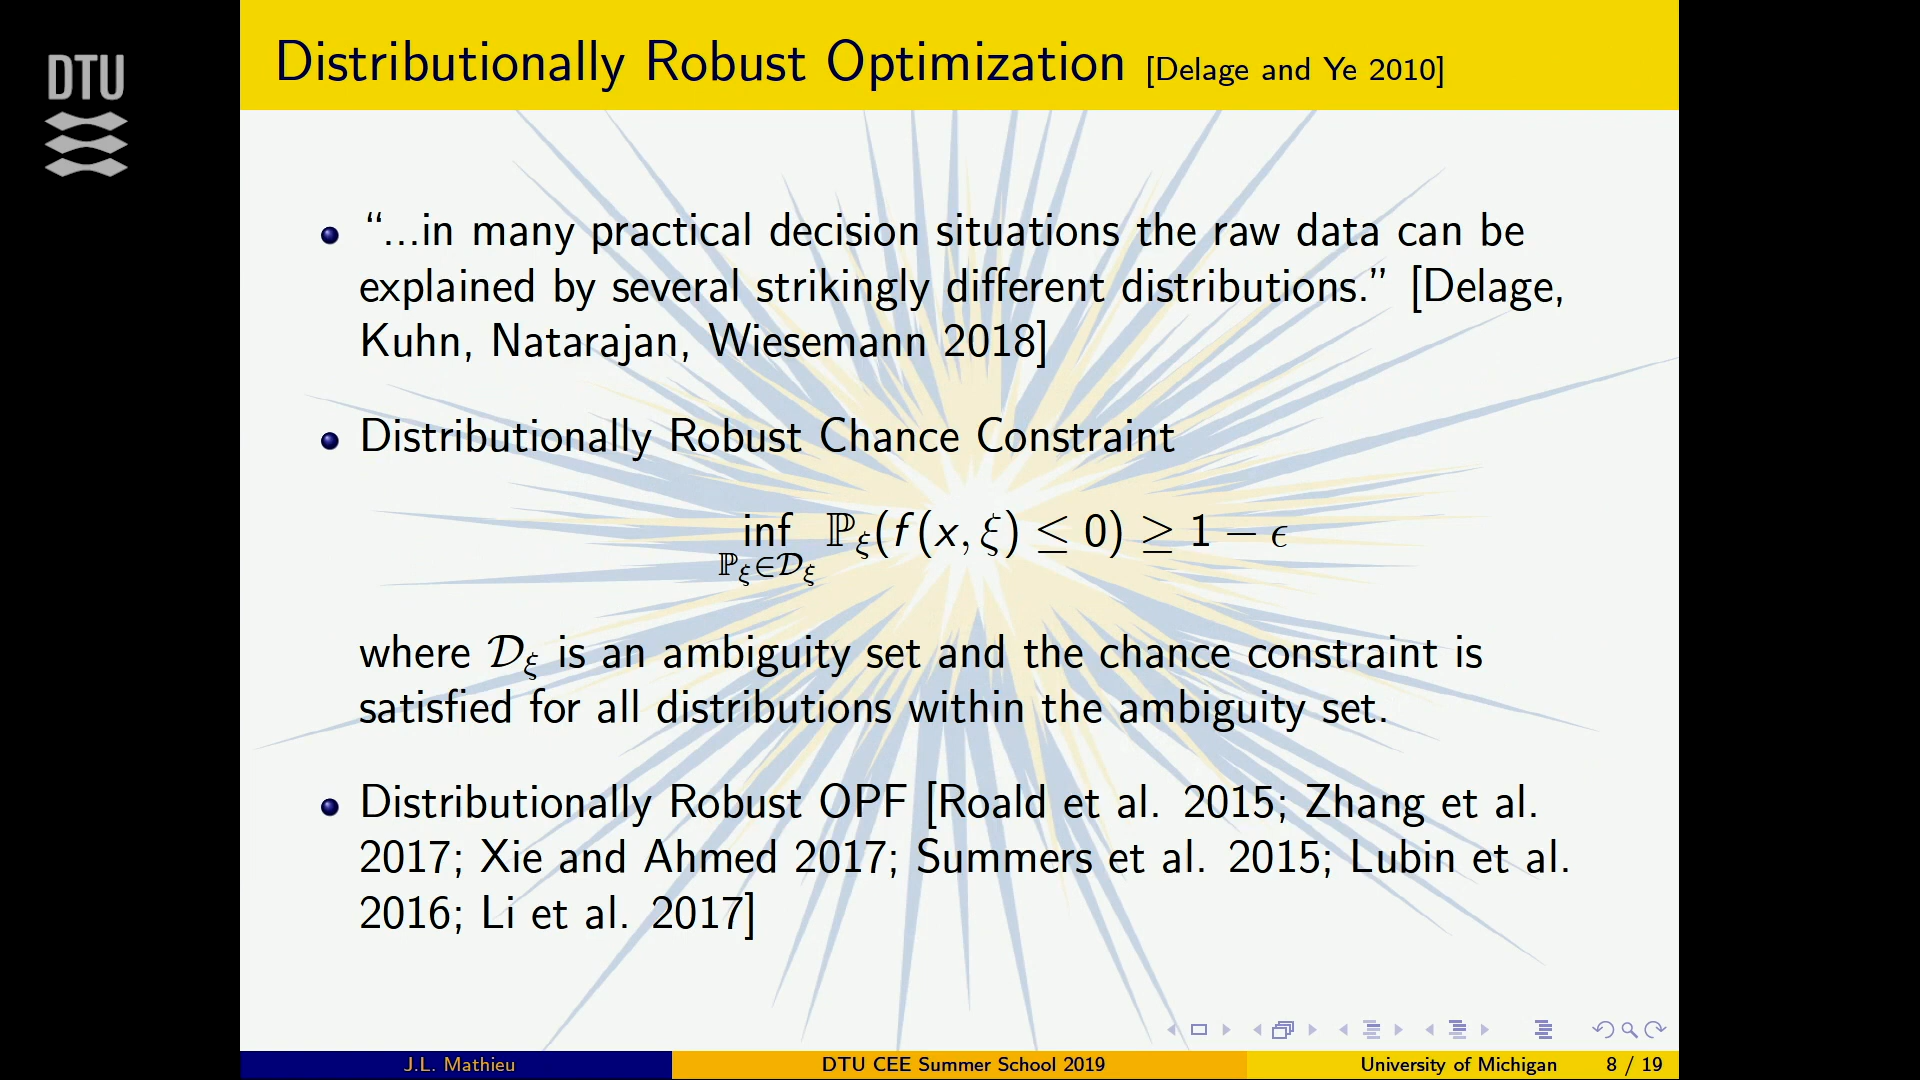 DTU
Distributionally Robust Optimization [Delage and Ye 2010]
“...in many practical decision situations the raw data can be
explained by several strikingly different distributions.” [Delage,
Kuhn, Natarajan, Wiesemann 2018]
Distributionally Robust Chance Constraint
inf ℙξ(f(x, ξ) ≤ 0) ≥ 1 − ϵ
ℙξ∈𝒟ξ
where 𝒟ξ is an ambiguity set and the chance constraint is
satisfied for all distributions within the ambiguity set.
Distributionally Robust OPF [Roald et al. 2015; Zhang et al.
2017; Xie and Ahmed 2017; Summers et al. 2015; Lubin et al.
2016; Li et al. 2017]
J.L. Mathieu DTU CEE Summer School 2019 University of Michigan 8 / 19